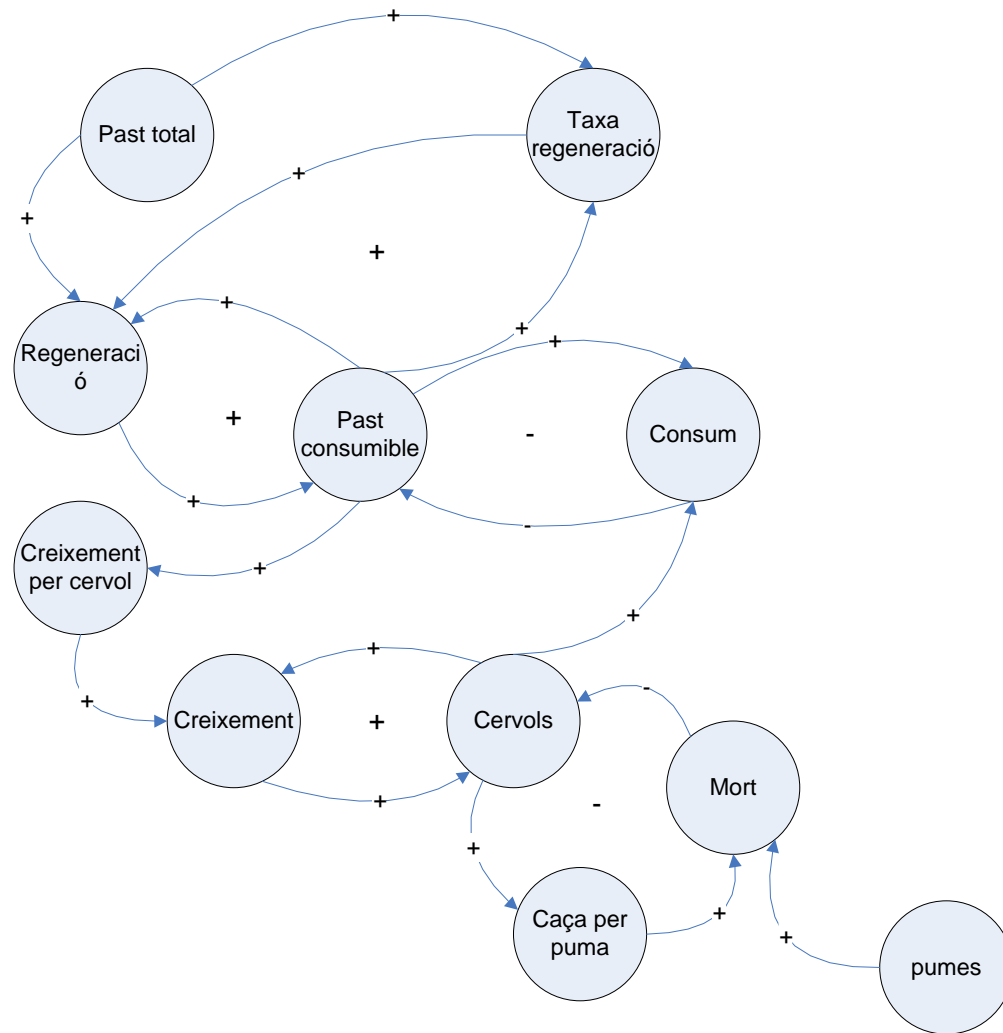 +
Past total
Taxa
regeneració
+
+
+
+
+
+
Regeneraci
ó
+
Past
consumible
-
Consum
+
-
Creixement
per cervol
+
+
+
-
+
Creixement
+
Cervols
Mort
+
-
+
Caça per
puma
+
+
pumes